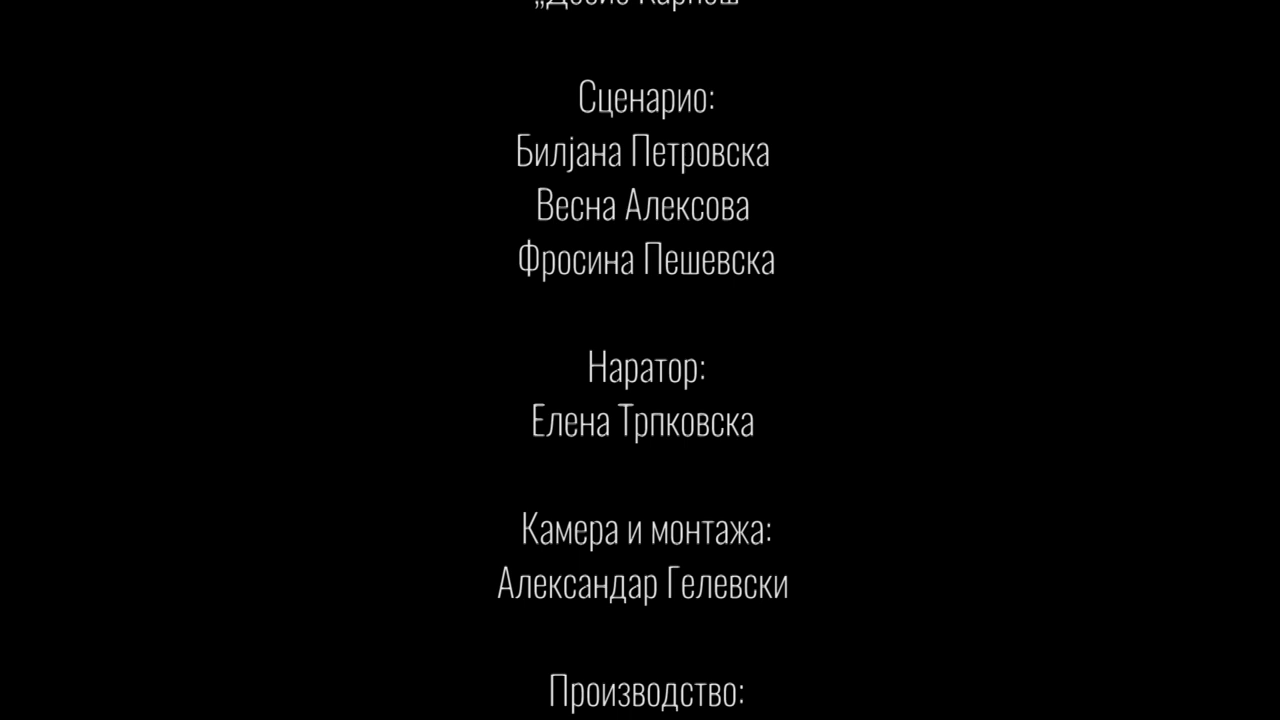 Сценарио:
Билјана Петровска
Весна Алексова
Фросина Пешевска
Наратор:
Елена Трпковска
Камера и монтажа:
Александар Гелевски
Производство: